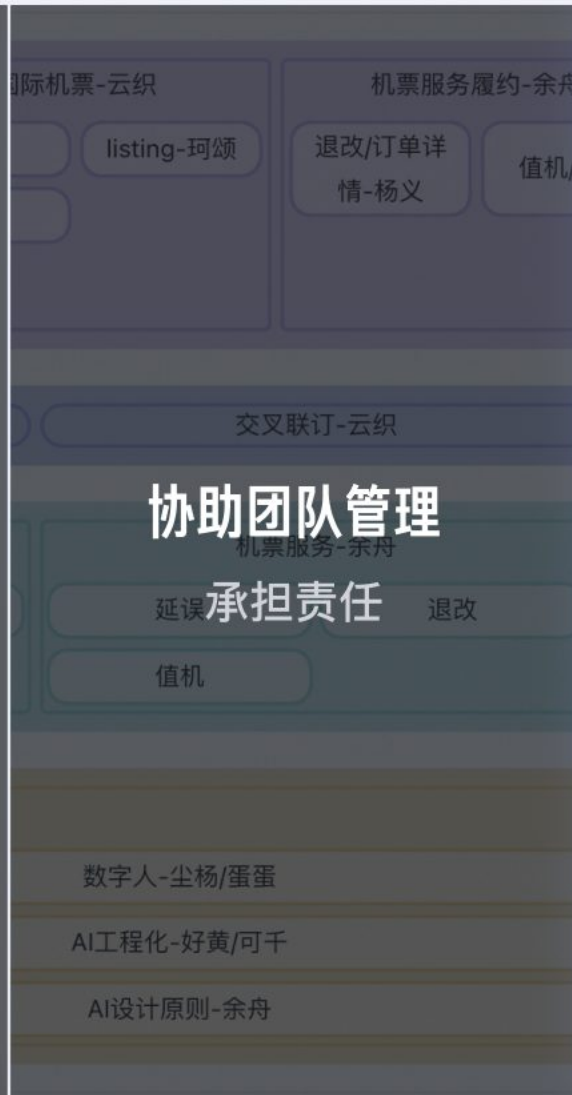 国际机票-云织
机票服务履约-余舟
listing-珂颂
退改/订单详
情-杨义
值机/
交叉联订-云织
协助团队管理
机票服务-余舟
承担责任
延误
退改
值机
数字人-尘杨/蛋蛋
AI工程化-好黄/可千
AI设计原则-余舟